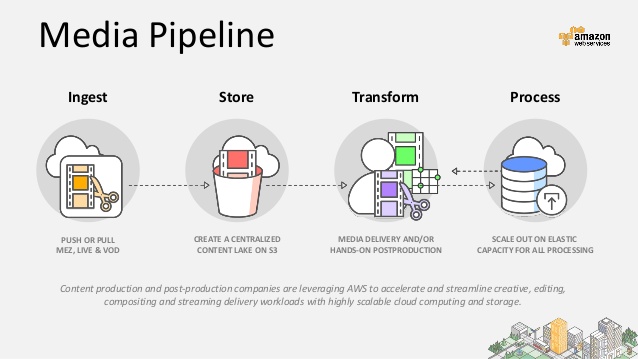 Media Pipeline
amazon
web services
Ingest
Store
Transform
Process
PUSH OR PULL
MEZ, LIVE & VOD
CREATE A CENTRALIZED
CONTENT LAKE ON S3
MEDIA DELIVERY AND/OR
HANDS-ON POSTPRODUCTION
SCALE OUT ON ELASTIC
CAPACITY FOR ALL PROCESSING
Content production and post-production companies are leveraging AWS to accelerate and streamline creative, editing,
compositing and streaming delivery workloads with highly scalable cloud computing and storage.